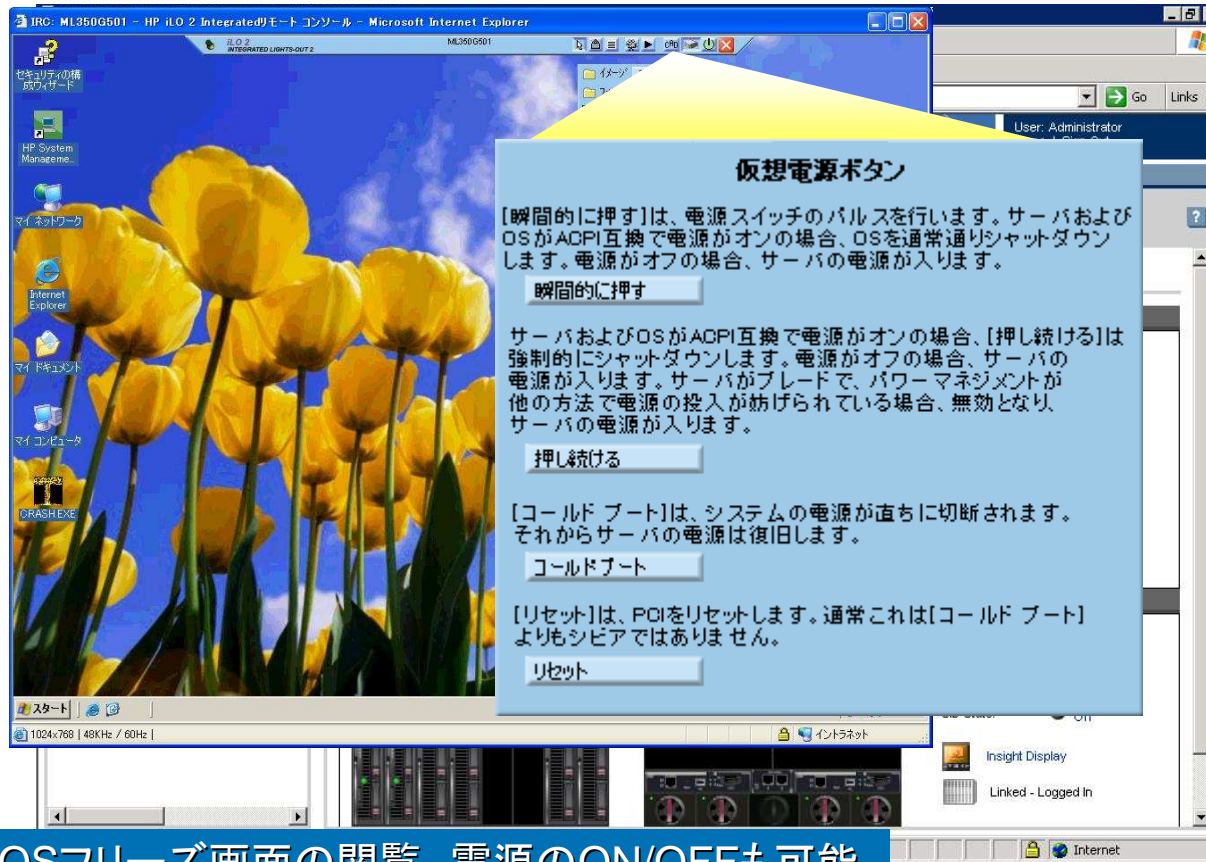 IRC: ML350G501 - HP iLO 2 Integratedリモート コンソール - Microsoft Internet Explorer
iLO 2
INTEGRATED LIGHTS-OUT 2
ML350G501
セキュリティの構
成ウィザード
イメージ
HP System
Manageme..
マイ ネットワーク
Internet
Explorer
マイ ドキュメント
マイ コンピュータ
CRASH.EXE
スタート
1024x768 | 48KHz / 60Hz |
イントラネット
Go Links
User: Administrator
仮想電源ボタン
[瞬間的に押す]は、電源スイッチのパルスを行います。サーバおよび
OSがACPI互換で電源がオンの場合、OSを通常通りシャットダウン
します。電源がオフの場合、サーバの電源が入ります。
瞬間的に押す
サーバおよびOSがACPI互換で電源がオンの場合、[押し続ける]は
強制的にシャットダウンします。電源がオフの場合、サーバの
電源が入ります。サーバがブレードで、パワーマネジメントが
他の方法で電源の投入が妨げられている場合、無効となり、
サーバの電源が入ります。
押し続ける
[コールド ブート]は、システムの電源が直ちに切断されます。
それからサーバの電源は復旧します。
コールドブート
[リセット]は、PCIをリセットします。通常これは[コールド ブート]
よりもシビアではありません。
リセット
On
Insight Display
Linked - Logged In
Internet
OSフリーズ画面の閲覧、電源のON/OFFも可能